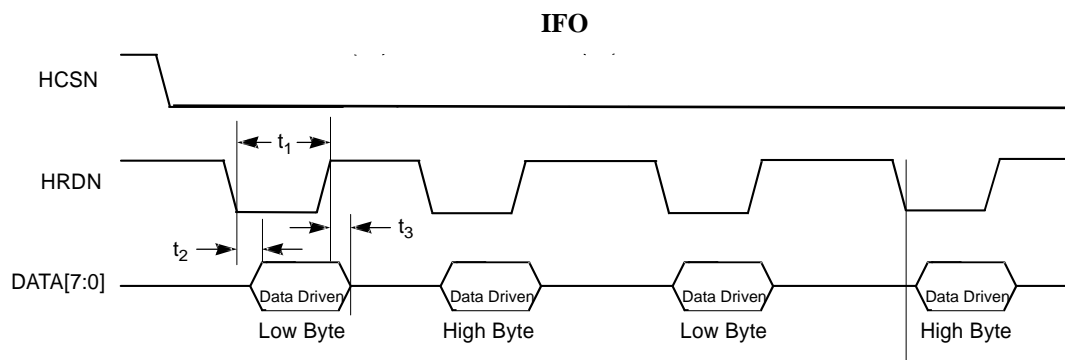 IFO
HCSN
t1
HRDN
t2
t3
DATA[7:0]
Data Driven
Data Driven
Data Driven
Data Driven
Low Byte
High Byte
Low Byte
High Byte